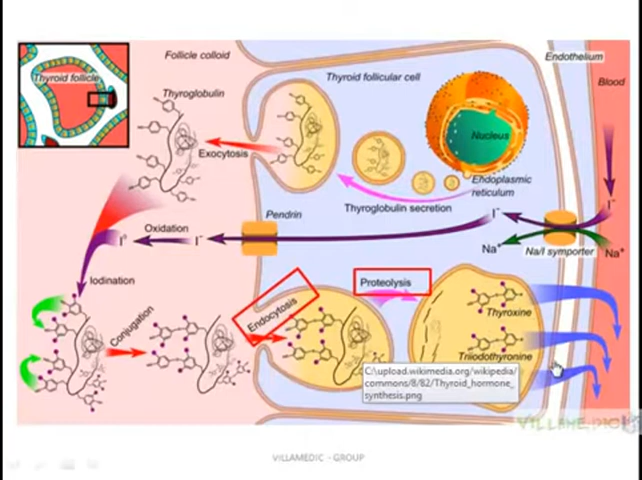 Follicle colloid
Endothelium
Thyroid follicle
Thyroid follicular cell
Blood
Thyroglobulin
Nucleus
Exocytosis
Endoplasmic
reticulum
Thyroglobulin secretion
I⁻
I⁻
Pendrin
Oxidation
I⁰
I⁻
Na⁺
Na/I symporter
Na⁺
Iodination
Proteolysis
Endocytosis
Conjugation
Thyroxine
Triiodothyronine
C:\upload.wikimedia.org/wikipedia/
commons/8/82/Thyroid_hormone_
synthesis.png
VILLAMEDIC
VILLAMEDIC - GROUP